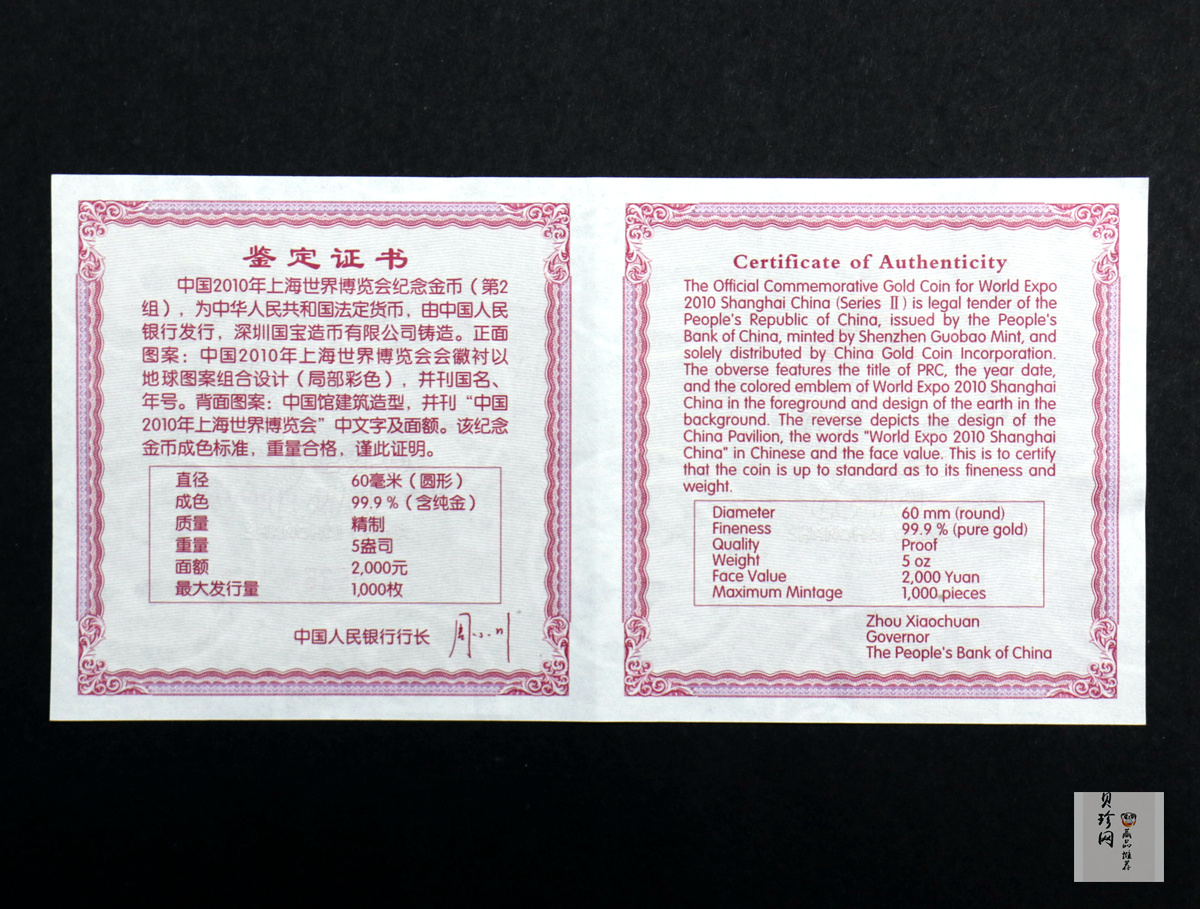 鉴定证书
中国2010年上海世界博览会纪念金币（第2
组），为中华人民共和国法定货币，由中国人民
银行发行，深圳国宝造币有限公司铸造。正面
图案：中国2010年上海世界博览会会徽衬以
地球图案组合设计（局部彩色），并刊国名、
年号。背面图案：中国馆建筑造型，并刊“中国
2010年上海世界博览会”中文字及面额。该纪念
金币成色标准，重量合格，谨此证明。
直径 60毫米（圆形）
成色 99.9％（含纯金）
质量 精制
重量 5盎司
面额 2,000元
最大发行量 1,000枚
中国人民银行行长 周小川
Certificate of Authenticity
The Official Commemorative Gold Coin for World Expo
2010 Shanghai China (Series Ⅱ) is legal tender of the
People's Republic of China, issued by the People's
Bank of China, minted by Shenzhen Guobao Mint, and
solely distributed by China Gold Coin Incorporation.
The obverse features the title of PRC, the year date,
and the colored emblem of World Expo 2010 Shanghai
China in the foreground and design of the earth in the
background. The reverse depicts the design of the
China Pavilion, the words "World Expo 2010 Shanghai
China" in Chinese and the face value. This is to certify
that the coin is up to standard as to its fineness and
weight.
Diameter 60 mm (round)
Fineness 99.9 % (pure gold)
Quality Proof
Weight 5 oz
Face Value 2,000 Yuan
Maximum Mintage 1,000 pieces
Zhou Xiaochuan
Governor
The People's Bank of China
贝珍网
藏品推荐